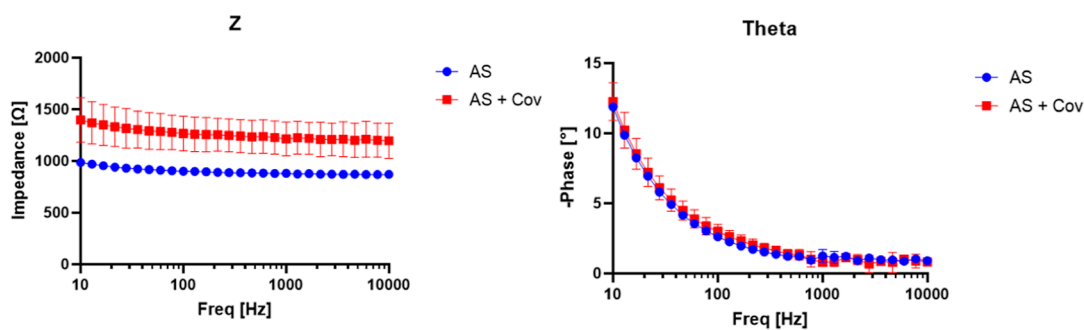 Z
Impedance [Ω]
2000
1500
1000
500
0
10
100
1000
10000
Freq [Hz]
AS
AS + Cov
Theta
-Phase [°]
15
10
5
0
10
100
1000
10000
Freq [Hz]
AS
AS + Cov